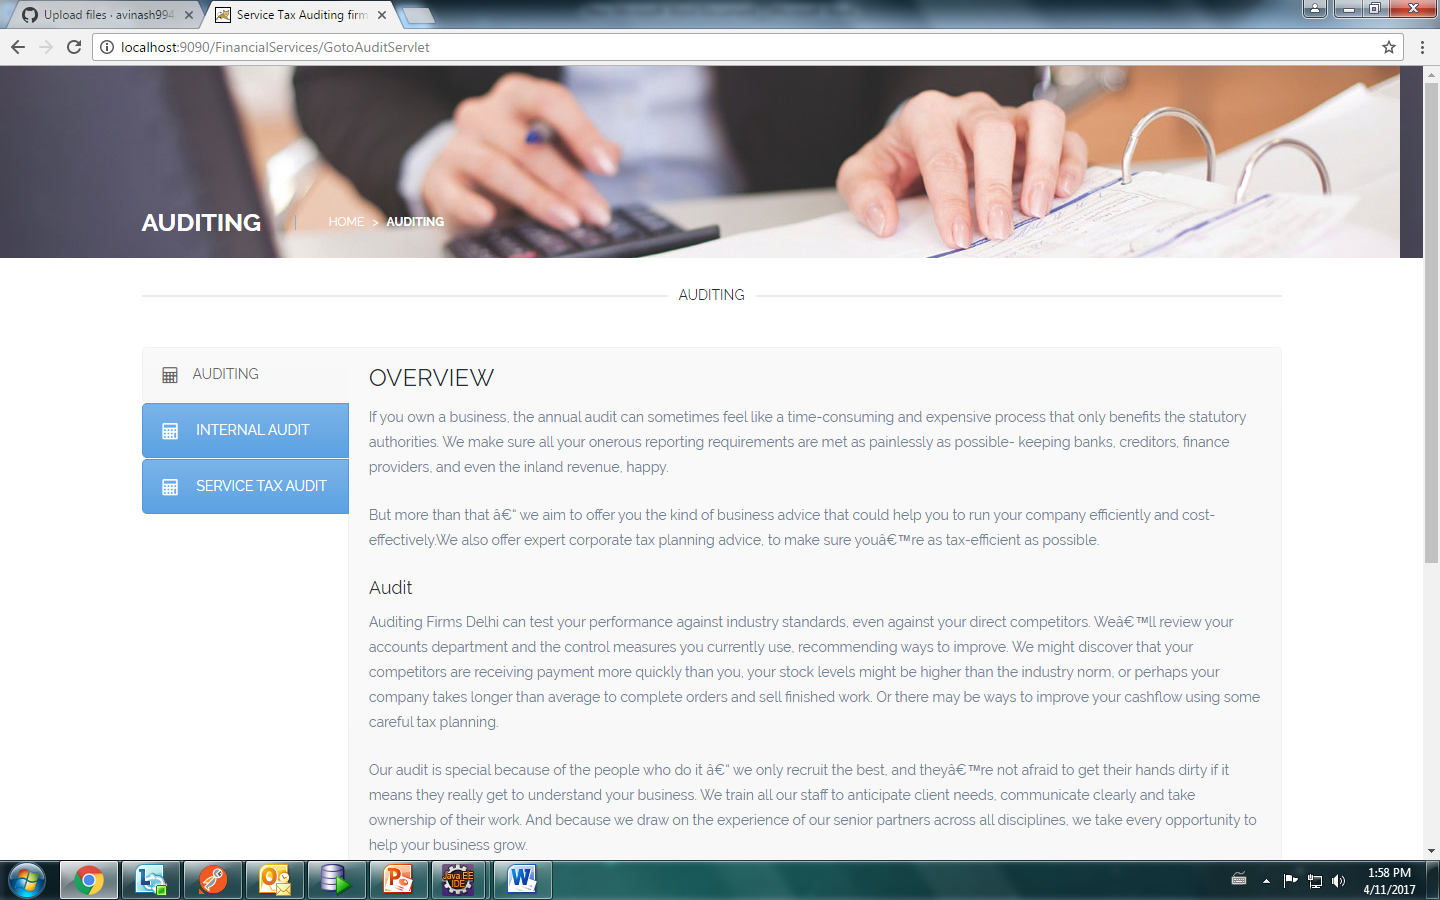 Upload files · avinash994
Service Tax Auditing firm
localhost:9090/FinancialServices/GotoAuditServlet
AUDITING
HOME > AUDITING
AUDITING
AUDITING
INTERNAL AUDIT
SERVICE TAX AUDIT
OVERVIEW
If you own a business, the annual audit can sometimes feel like a time-consuming and expensive process that only benefits the statutory
authorities. We make sure all your onerous reporting requirements are met as painlessly as possible- keeping banks, creditors, finance
providers, and even the inland revenue, happy.
But more than that â€“ we aim to offer you the kind of business advice that could help you to run your company efficiently and cost-
effectively.We also offer expert corporate tax planning advice, to make sure youâ€™re as tax-efficient as possible.
Audit
Auditing Firms Delhi can test your performance against industry standards, even against your direct competitors. Weâ€™ll review your
accounts department and the control measures you currently use, recommending ways to improve. We might discover that your
competitors are receiving payment more quickly than you, your stock levels might be higher than the industry norm, or perhaps your
company takes longer than average to complete orders and sell finished work. Or there may be ways to improve your cashflow using some
careful tax planning.
Our audit is special because of the people who do it â€“ we only recruit the best, and theyâ€™re not afraid to get their hands dirty if it
means they really get to understand your business. We train all our staff to anticipate client needs, communicate clearly and take
ownership of their work. And because we draw on the experience of our senior partners across all disciplines, we take every opportunity to
help your business grow.
Java EE
IDE
1:58 PM
4/11/2017